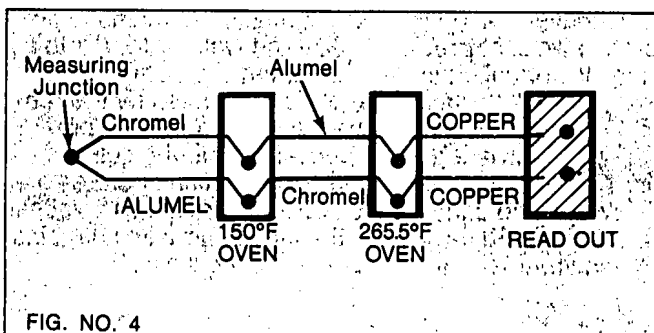 Measuring
Junction
Alumel
Chromel
COPPER
ALUMEL
Chromel
COPPER
150°F
OVEN
265.5°F
OVEN
READ OUT
FIG. NO. 4